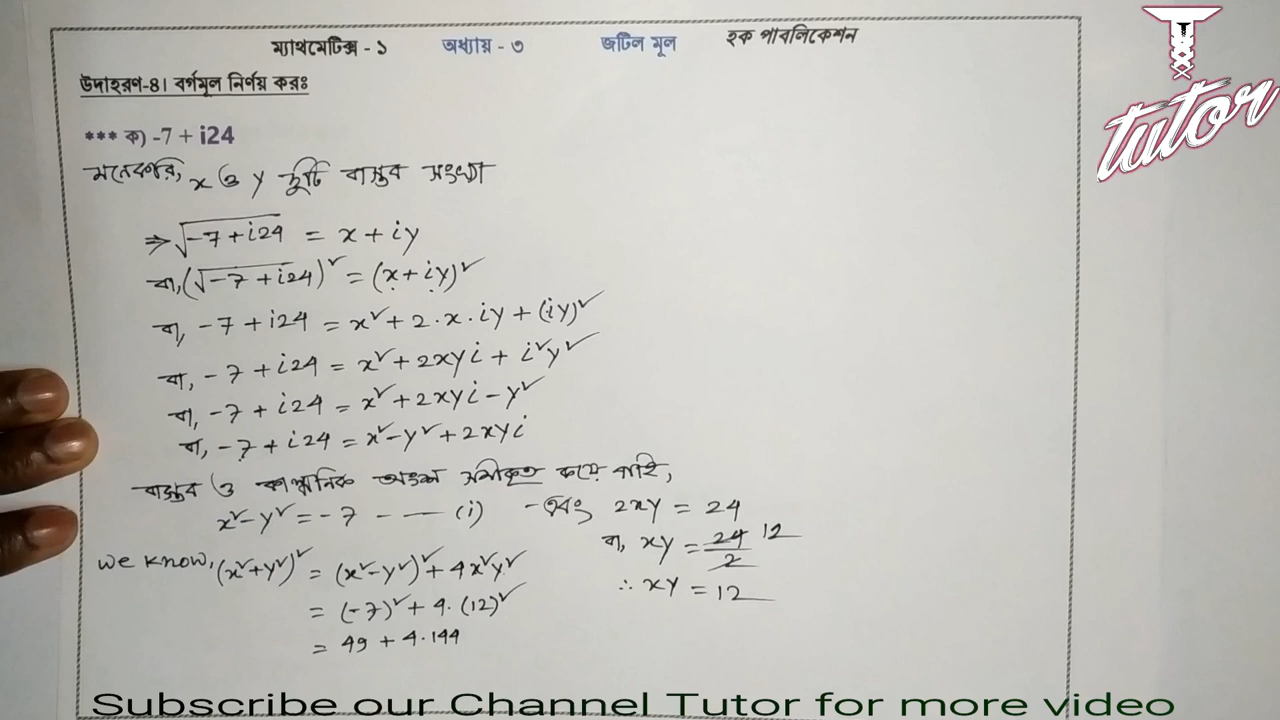 ম্যাথমেটিক্স - ১ অধ্যায় - ৩ জটিল মূল হক পাবলিকেশন
উদাহরণ-৪। বর্গমূল নির্ণয় করঃ
*** ক) -7 + i24
মনেকরি, x ও y দুটি বাস্তব সংখ্যা
⇒ √-7+i24 = x + iy
বা, (√-7+i24)² = (x+iy)²
বা, -7 + i24 = x² + 2.x.iy + (iy)²
বা, -7 + i24 = x² + 2xyi + i²y²
বা, -7 + i24 = x² + 2xyi - y²
বা, -7 + i24 = x² - y² + 2xyi
বাস্তব ও কাল্পনিক অংশ সমীকৃত করে পাই,
x² - y² = -7 - - — (i) - এবং 2xy = 24
বা, xy = 24/2 12
∴ xy = 12
we know, (x²+y²)² = (x²-y²)² + 4x²y²
= (-7)² + 4.(12)²
= 49 + 4.144
Subscribe our Channel Tutor for more video
T
tutor